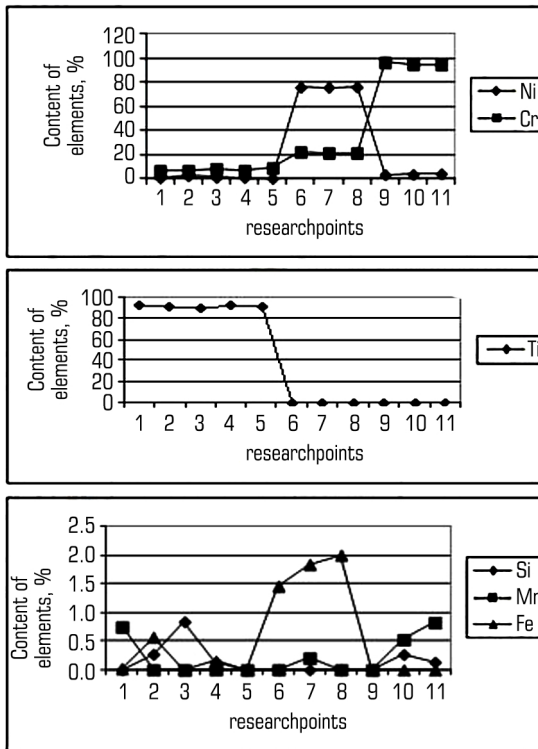 Content of
elements, %
120
100
80
60
40
20
0
1 2 3 4 5 6 7 8 9 10 11
researchpoints
Ni
Cr
Content of
elements, %
100
80
60
40
20
0
1 2 3 4 5 6 7 8 9 10 11
researchpoints
Ti
Content of
elements, %
2.5
2.0
1.5
1.0
0.5
0.0
1 2 3 4 5 6 7 8 9 10 11
researchpoints
Si
Mn
Fe